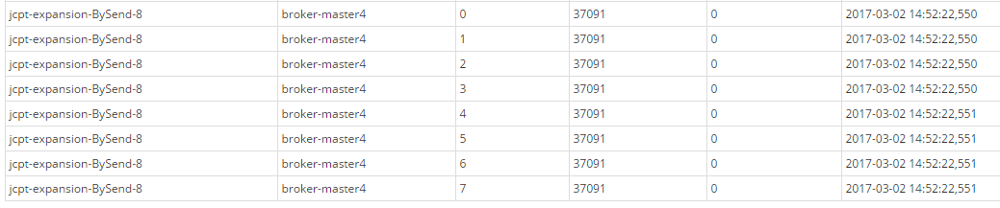 jcpt-expansion-BySend-8 broker-master4 0 37091 0 2017-03-02 14:52:22,550
jcpt-expansion-BySend-8 broker-master4 1 37091 0 2017-03-02 14:52:22,550
jcpt-expansion-BySend-8 broker-master4 2 37091 0 2017-03-02 14:52:22,550
jcpt-expansion-BySend-8 broker-master4 3 37091 0 2017-03-02 14:52:22,550
jcpt-expansion-BySend-8 broker-master4 4 37091 0 2017-03-02 14:52:22,551
jcpt-expansion-BySend-8 broker-master4 5 37091 0 2017-03-02 14:52:22,551
jcpt-expansion-BySend-8 broker-master4 6 37091 0 2017-03-02 14:52:22,551
jcpt-expansion-BySend-8 broker-master4 7 37091 0 2017-03-02 14:52:22,551